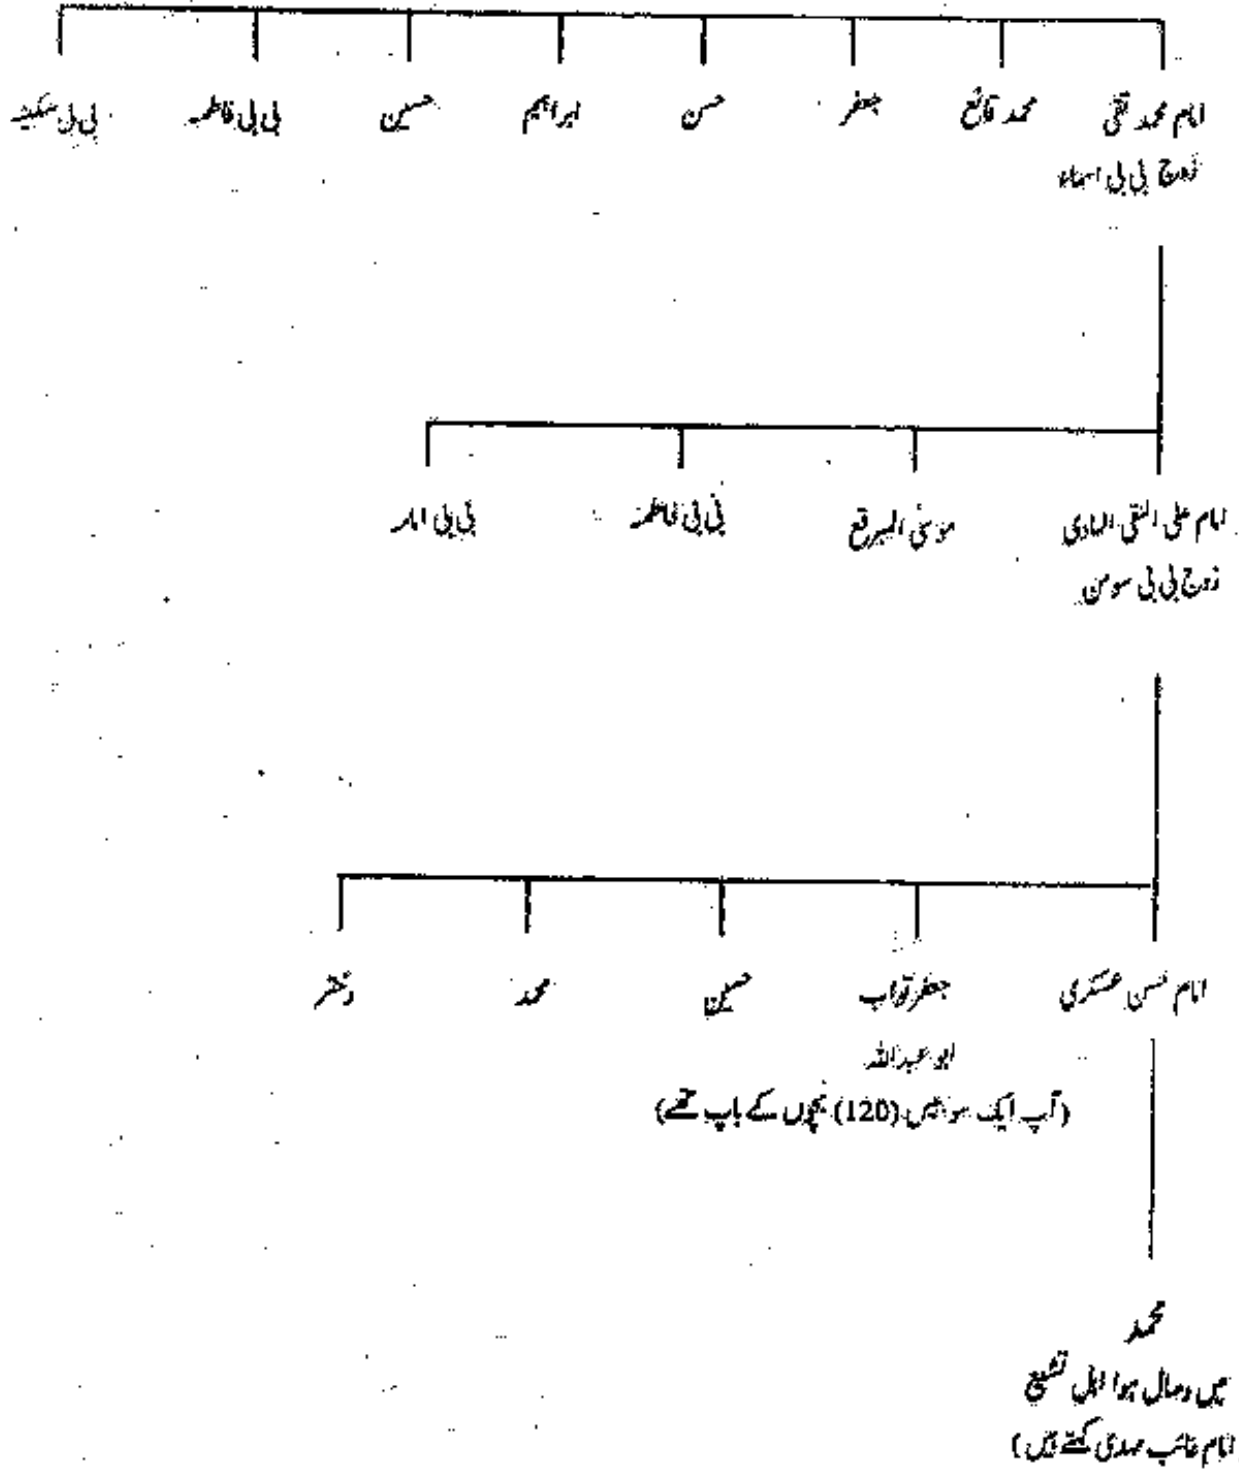 امام محمد تقی   محمد قانع   جعفر   حسن   ابراہیم   حسین   بی بی فاطمہ   بی بی سکینہ
زوج بی بی اسماء
امام علی النقی الہادی   موسیٰ المبرقع   بی بی فاطمہ   بی بی امامہ
زوج بی بی سوسن
امام حسن عسکری   جعفر تواب   حسین   محمد   دختر
ابو عبداللہ
(آپ ایک سو بیس (120) بچوں کے باپ تھے)
محمد
میں وصال ہوا اہل تشیع
امام غائب مہدی کہتے ہیں)